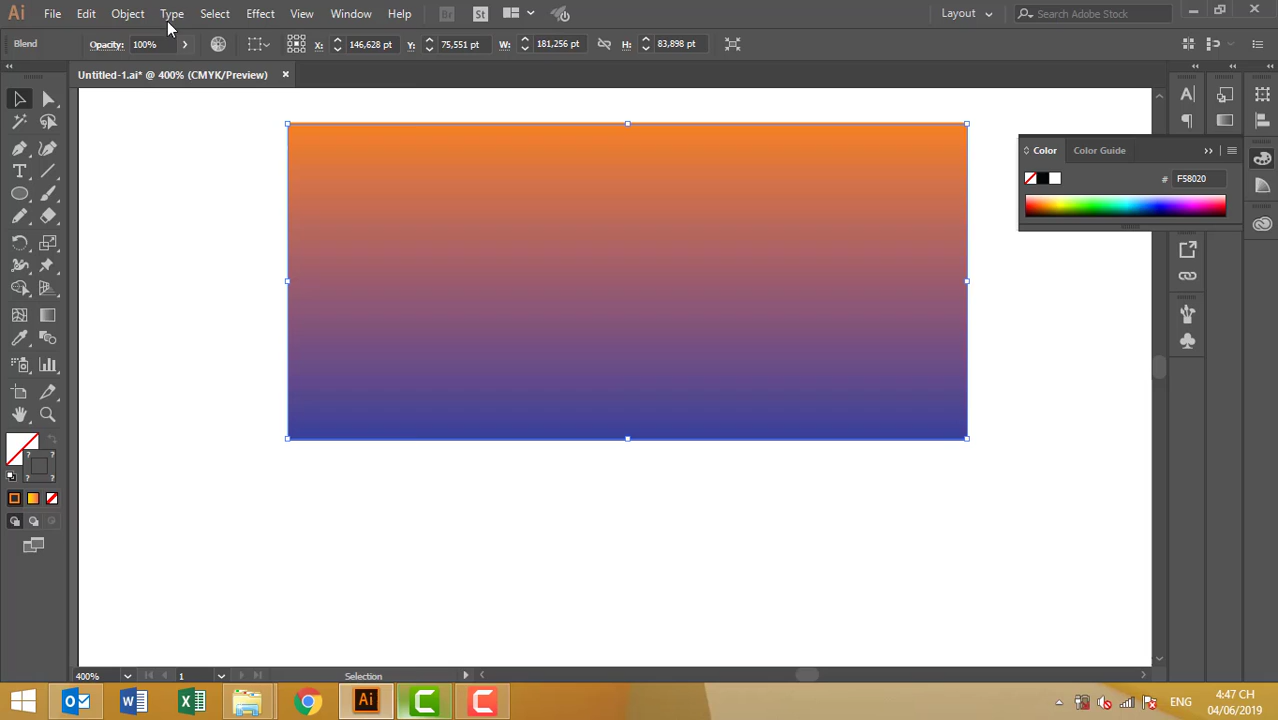 Ai File Edit Object Type Select Effect View Window Help Br St Layout Search Adobe Stock
Blend Opacity: 100% X: 146,628 pt Y: 75,551 pt W: 181,256 pt H: 83,898 pt
Untitled-1.ai* @ 400% (CMYK/Preview)
Color Color Guide
# F58020
400% 1 Selection
CH 4:47 CH
04/06/2019